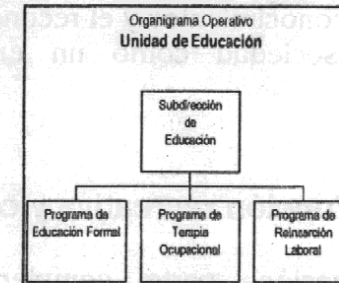 Organigrama Operativo
Unidad de Educación
Subdirección
de
Educación
Programa de
Educación Formal
Programa de
Terapia
Ocupacional
Programa de
Reinserción
Laboral